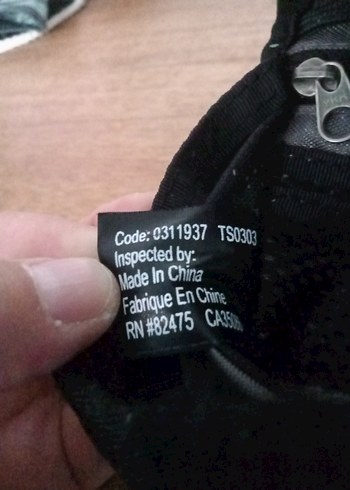 Code: 0311937 TS0303
Inspected by:
Made In China
Fabrique En Chine
RN #82475